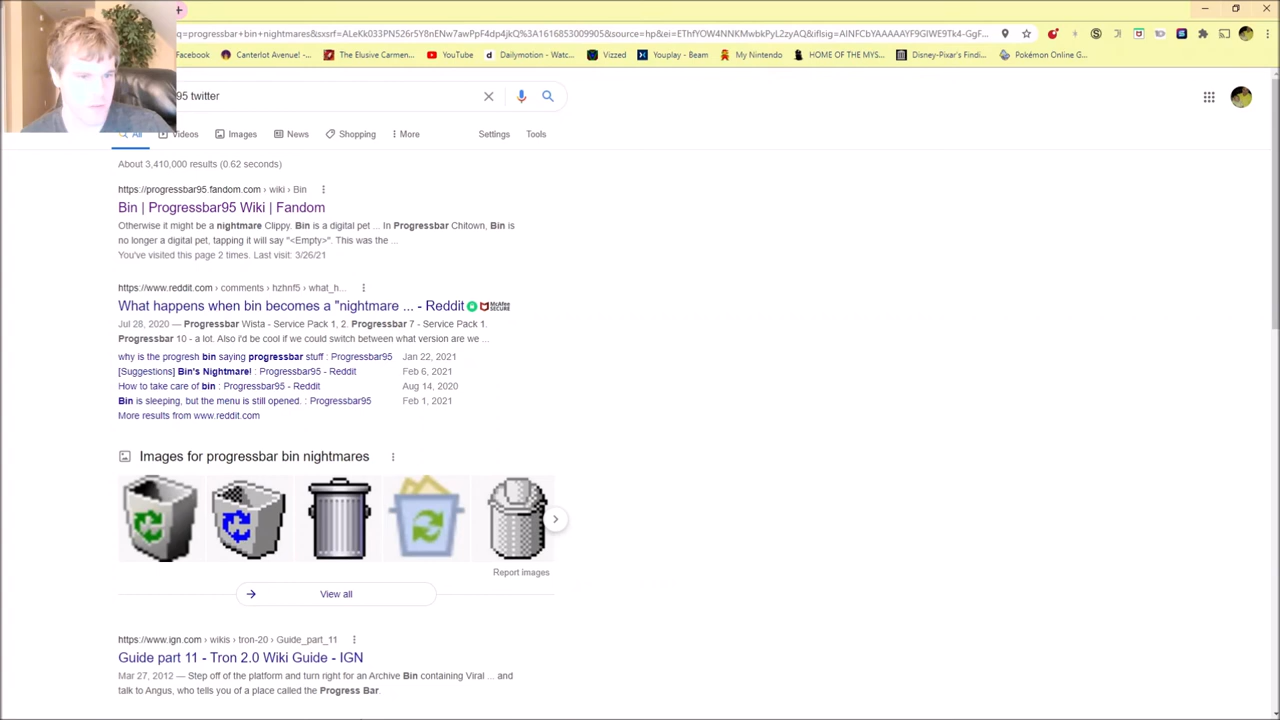 q=progressbar+bin+nightmares&sxsrf=ALeKk033PN526r5Y8nENw7awPpF4dp4jkQ%3A1616853009905&source=hp&ei=EThfYOW4NNKMwbkPyL2zyAQ&iflsig=AINFCbYAAAAAYF9GIWE9Tk4-GgF...
Facebook Canterlot Avenue! -... The Elusive Carmen... YouTube Dailymotion - Watc... Vizzed Youplay - Beam My Nintendo HOME OF THE MYS... Disney-Pixar's Findi... Pokémon Online G...
95 twitter
All Videos Images News Shopping More Settings Tools
About 3,410,000 results (0.62 seconds)
https://progressbar95.fandom.com › wiki › Bin
Bin | Progressbar95 Wiki | Fandom
Otherwise it might be a nightmare Clippy. Bin is a digital pet ... In Progressbar Chitown, Bin is
no longer a digital pet, tapping it will say "<Empty>". This was the ...
You've visited this page 2 times. Last visit: 3/26/21
https://www.reddit.com › comments › hzhnf5 › what_h...
What happens when bin becomes a "nightmare ... - Reddit McAfee SECURE
Jul 28, 2020 — Progressbar Wista - Service Pack 1, 2. Progressbar 7 - Service Pack 1.
Progressbar 10 - a lot. Also i'd be cool if we could switch between what version are we ...
why is the progresh bin saying progressbar stuff : Progressbar95 Jan 22, 2021
[Suggestions] Bin's Nightmare! : Progressbar95 - Reddit Feb 6, 2021
How to take care of bin : Progressbar95 - Reddit Aug 14, 2020
Bin is sleeping, but the menu is still opened. : Progressbar95 Feb 1, 2021
More results from www.reddit.com
Images for progressbar bin nightmares
Report images
View all
https://www.ign.com › wikis › tron-20 › Guide_part_11
Guide part 11 - Tron 2.0 Wiki Guide - IGN
Mar 27, 2012 — Step off of the platform and turn right for an Archive Bin containing Viral ... and
talk to Angus, who tells you of a place called the Progress Bar.